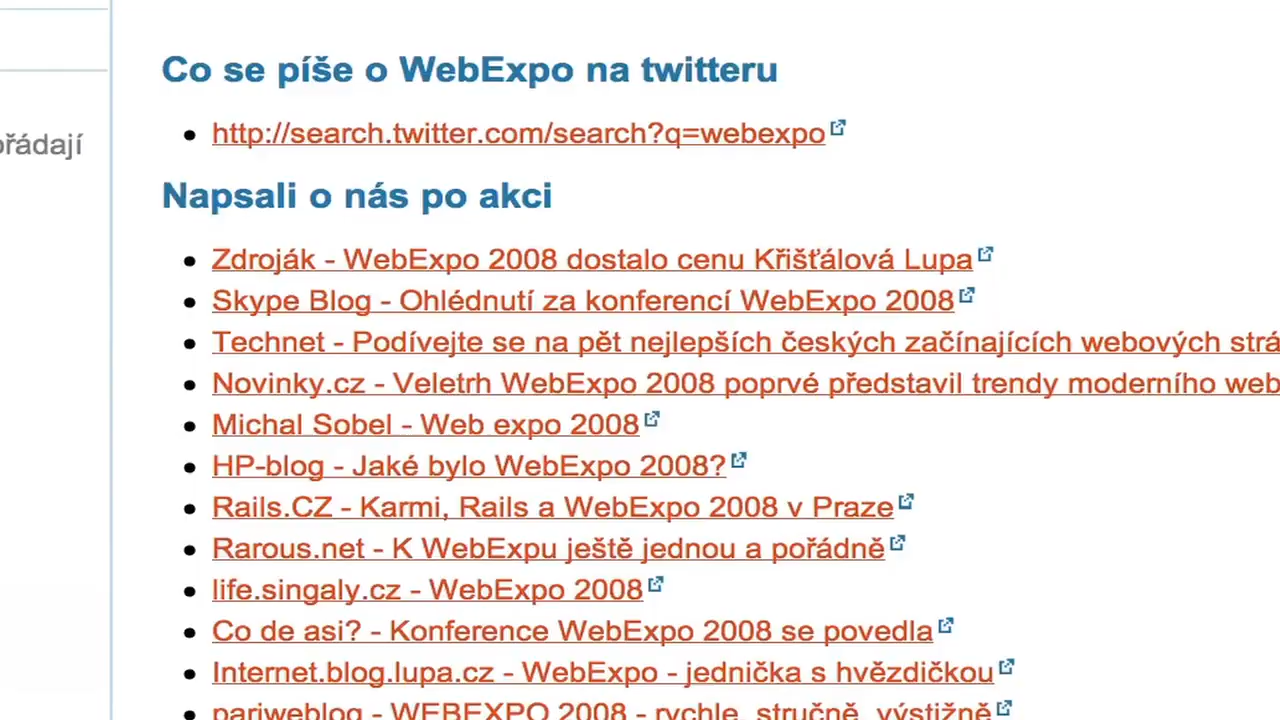 Co se píše o WebExpo na twitteru
http://search.twitter.com/search?q=webexpo
ořádají
Napsali o nás po akci
Zdroják - WebExpo 2008 dostalo cenu Křišťálová Lupa
Skype Blog - Ohlédnutí za konferencí WebExpo 2008
Technet - Podívejte se na pět nejlepších českých začínajících webových strá
Novinky.cz - Veletrh WebExpo 2008 poprvé představil trendy moderního web
Michal Sobel - Web expo 2008
HP-blog - Jaké bylo WebExpo 2008?
Rails.CZ - Karmi, Rails a WebExpo 2008 v Praze
Rarous.net - K WebExpu ještě jednou a pořádně
life.singaly.cz - WebExpo 2008
Co de asi? - Konference WebExpo 2008 se povedla
Internet.blog.lupa.cz - WebExpo - jednička s hvězdičkou
pariweblog - WEBEXPO 2008 - rychle, stručně, výstižně